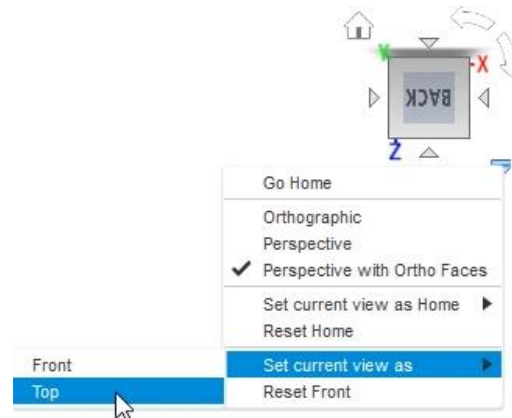 Y
-X
BACK
Z
Go Home
Orthographic
Perspective
Perspective with Ortho Faces
Set current view as Home
Reset Home
Front
Set current view as
Top
Reset Front